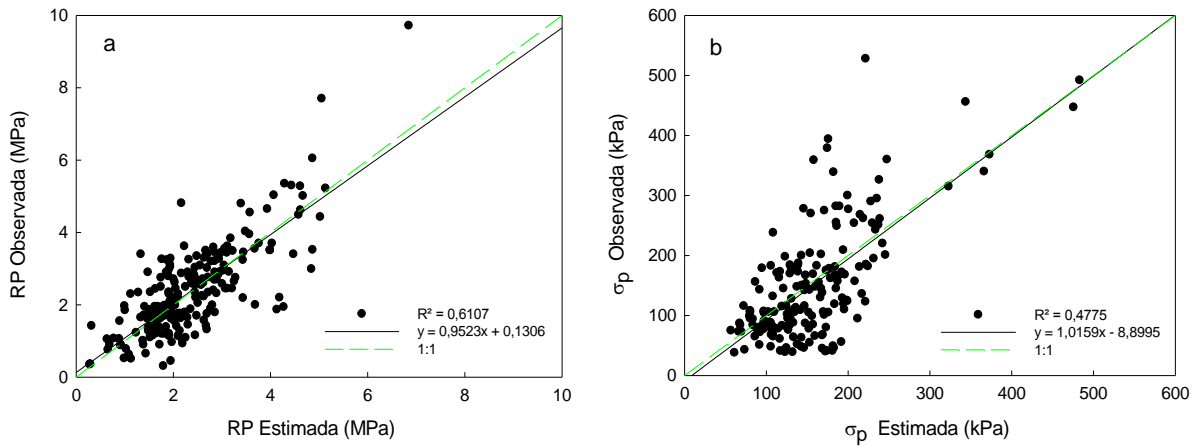 a
RP Observada (MPa)
10
8
6
4
2
0
R² = 0,6107
y = 0,9523x + 0,1306
1:1
0 2 4 6 8 10
RP Estimada (MPa)
b
σp Observada (kPa)
600
500
400
300
200
100
0
R² = 0,4775
y = 1,0159x - 8,8995
1:1
0 100 200 300 400 500 600
σp Estimada (kPa)